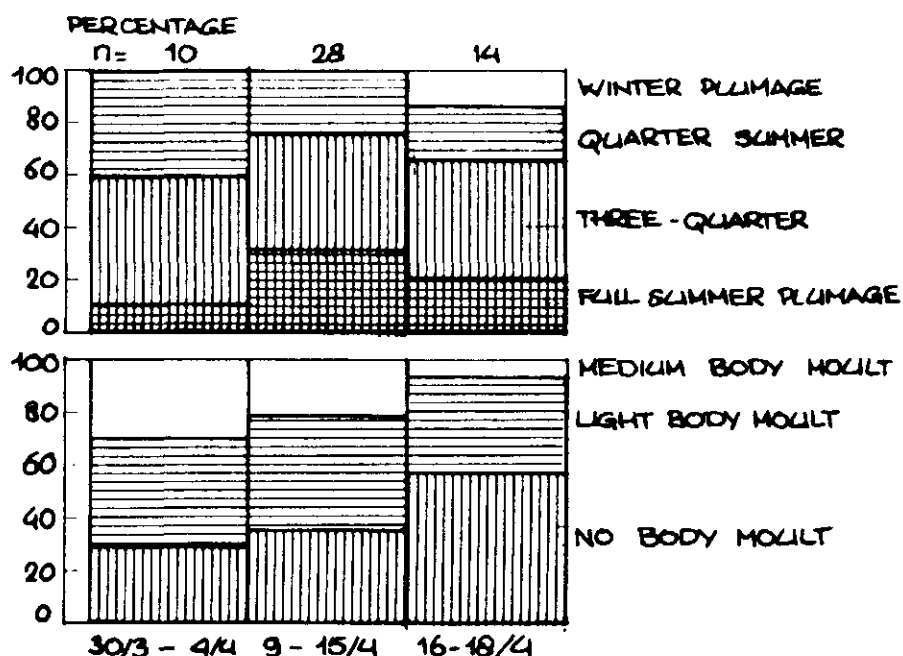 PERCENTAGE
n= 10 28 14
100
80
60
40
20
0
WINTER PLUMAGE
QUARTER SUMMER
THREE-QUARTER
FULL SUMMER PLUMAGE
100
80
60
40
20
0
MEDIUM BODY MOULT
LIGHT BODY MOULT
NO BODY MOULT
30/3 - 4/4 9 - 15/4 16-18/4